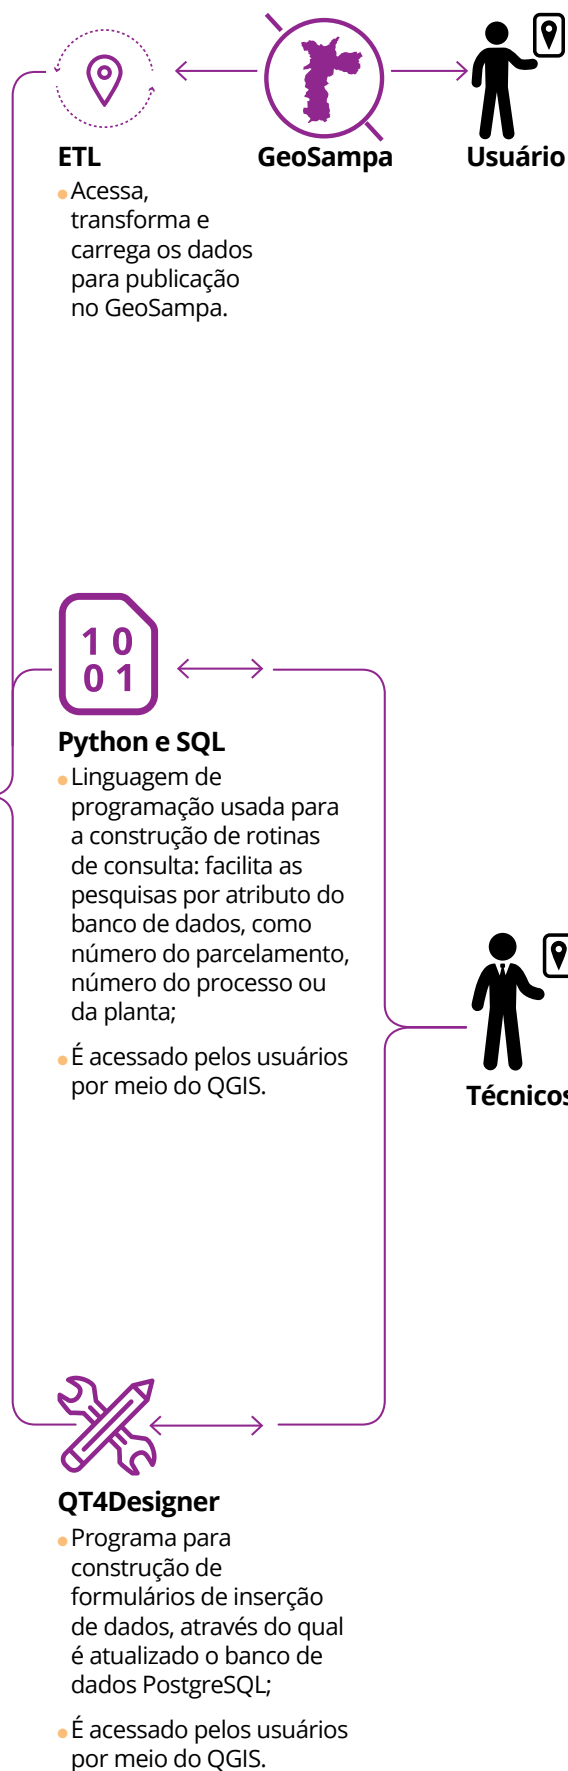 ETL
GeoSampa
Usuário
Acessa,
transforma e
carrega os dados
para publicação
no GeoSampa.
1 0
0 1
Python e SQL
Linguagem de
programação usada para
a construção de rotinas
de consulta: facilita as
pesquisas por atributo do
banco de dados, como
número do parcelamento,
número do processo ou
da planta;
É acessado pelos usuários
por meio do QGIS.
Técnicos
QT4Designer
Programa para
construção de
formulários de inserção
de dados, através do qual
é atualizado o banco de
dados PostgreSQL;
É acessado pelos usuários
por meio do QGIS.